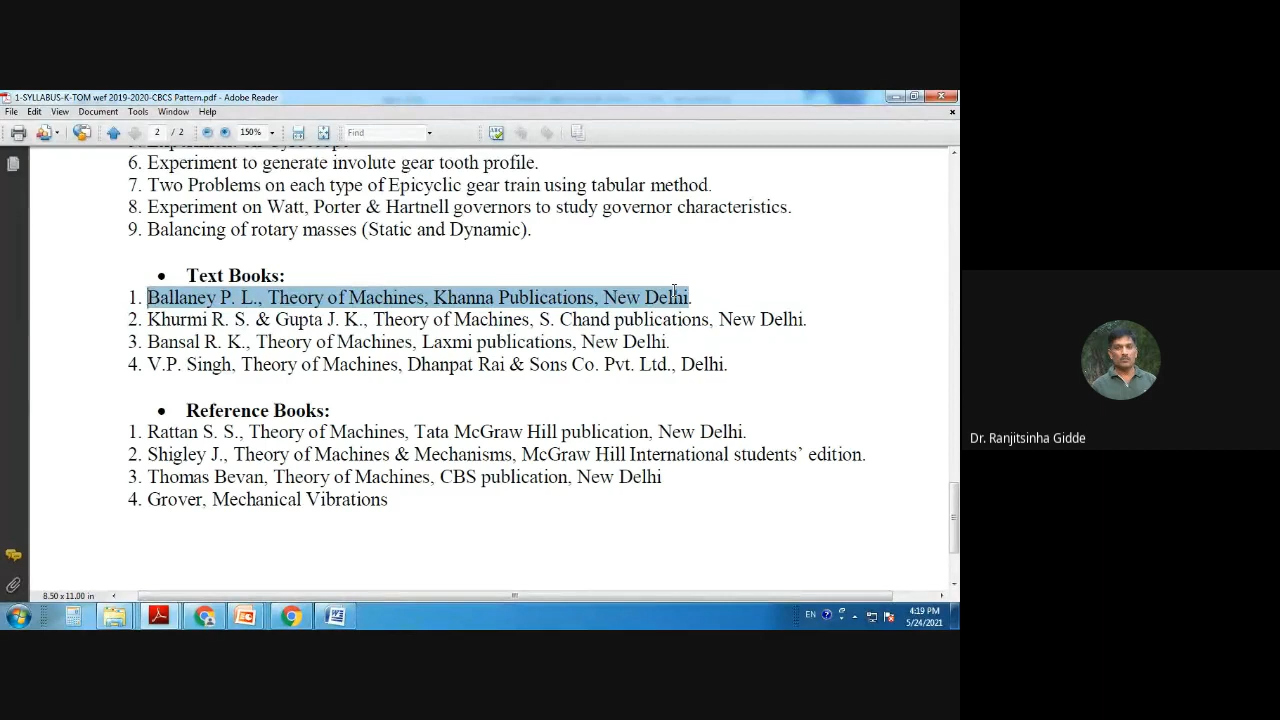 1-SYLLABUS-K-TOM wef 2019-2020-CBCS Pattern.pdf - Adobe Reader
File Edit View Document Tools Window Help
2 / 2 150% Find
6. Experiment to generate involute gear tooth profile.
7. Two Problems on each type of Epicyclic gear train using tabular method.
8. Experiment on Watt, Porter & Hartnell governors to study governor characteristics.
9. Balancing of rotary masses (Static and Dynamic).
• Text Books:
1. Ballaney P. L., Theory of Machines, Khanna Publications, New Delhi.
2. Khurmi R. S. & Gupta J. K., Theory of Machines, S. Chand publications, New Delhi.
3. Bansal R. K., Theory of Machines, Laxmi publications, New Delhi.
4. V.P. Singh, Theory of Machines, Dhanpat Rai & Sons Co. Pvt. Ltd., Delhi.
• Reference Books:
1. Rattan S. S., Theory of Machines, Tata McGraw Hill publication, New Delhi.
2. Shigley J., Theory of Machines & Mechanisms, McGraw Hill International students’ edition.
3. Thomas Bevan, Theory of Machines, CBS publication, New Delhi
4. Grover, Mechanical Vibrations
8.50 x 11.00 in
EN 4:19 PM
5/24/2021
Dr. Ranjitsinha Gidde